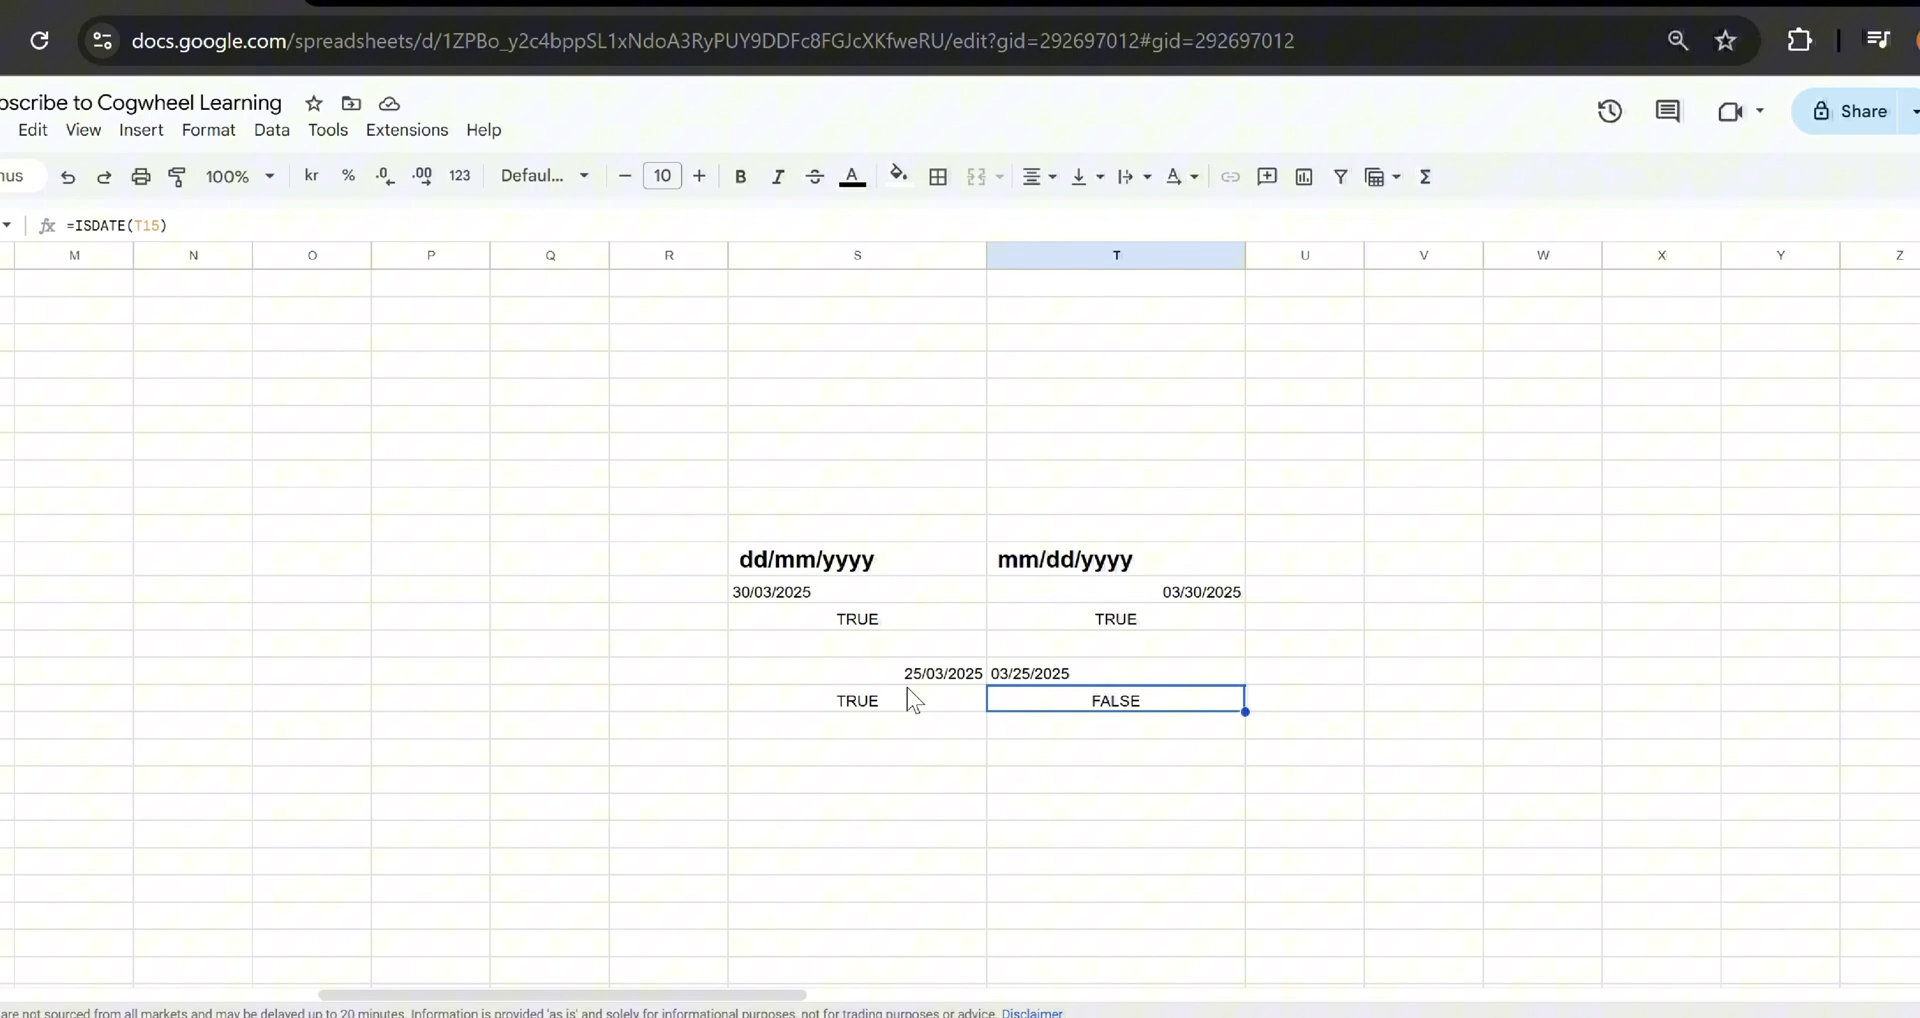 docs.google.com/spreadsheets/d/1ZPBo_y2c4bppSL1xNdoA3RyPUY9DDFc8FGJcXKfweRU/edit?gid=292697012#gid=292697012
bscribe to Cogwheel Learning
Edit View Insert Format Data Tools Extensions Help
Share
nus 100% kr % .0 .00 123 Defaul... 10 B I A
fx =ISDATE(T15)
M N O P Q R S T U V W X Y Z
dd/mm/yyyy mm/dd/yyyy
30/03/2025 03/30/2025
TRUE TRUE
25/03/2025 03/25/2025
TRUE FALSE
are not sourced from all markets and may be delayed up to 20 minutes. Information is provided 'as is' and solely for informational purposes, not for trading purposes or advice. Disclaimer